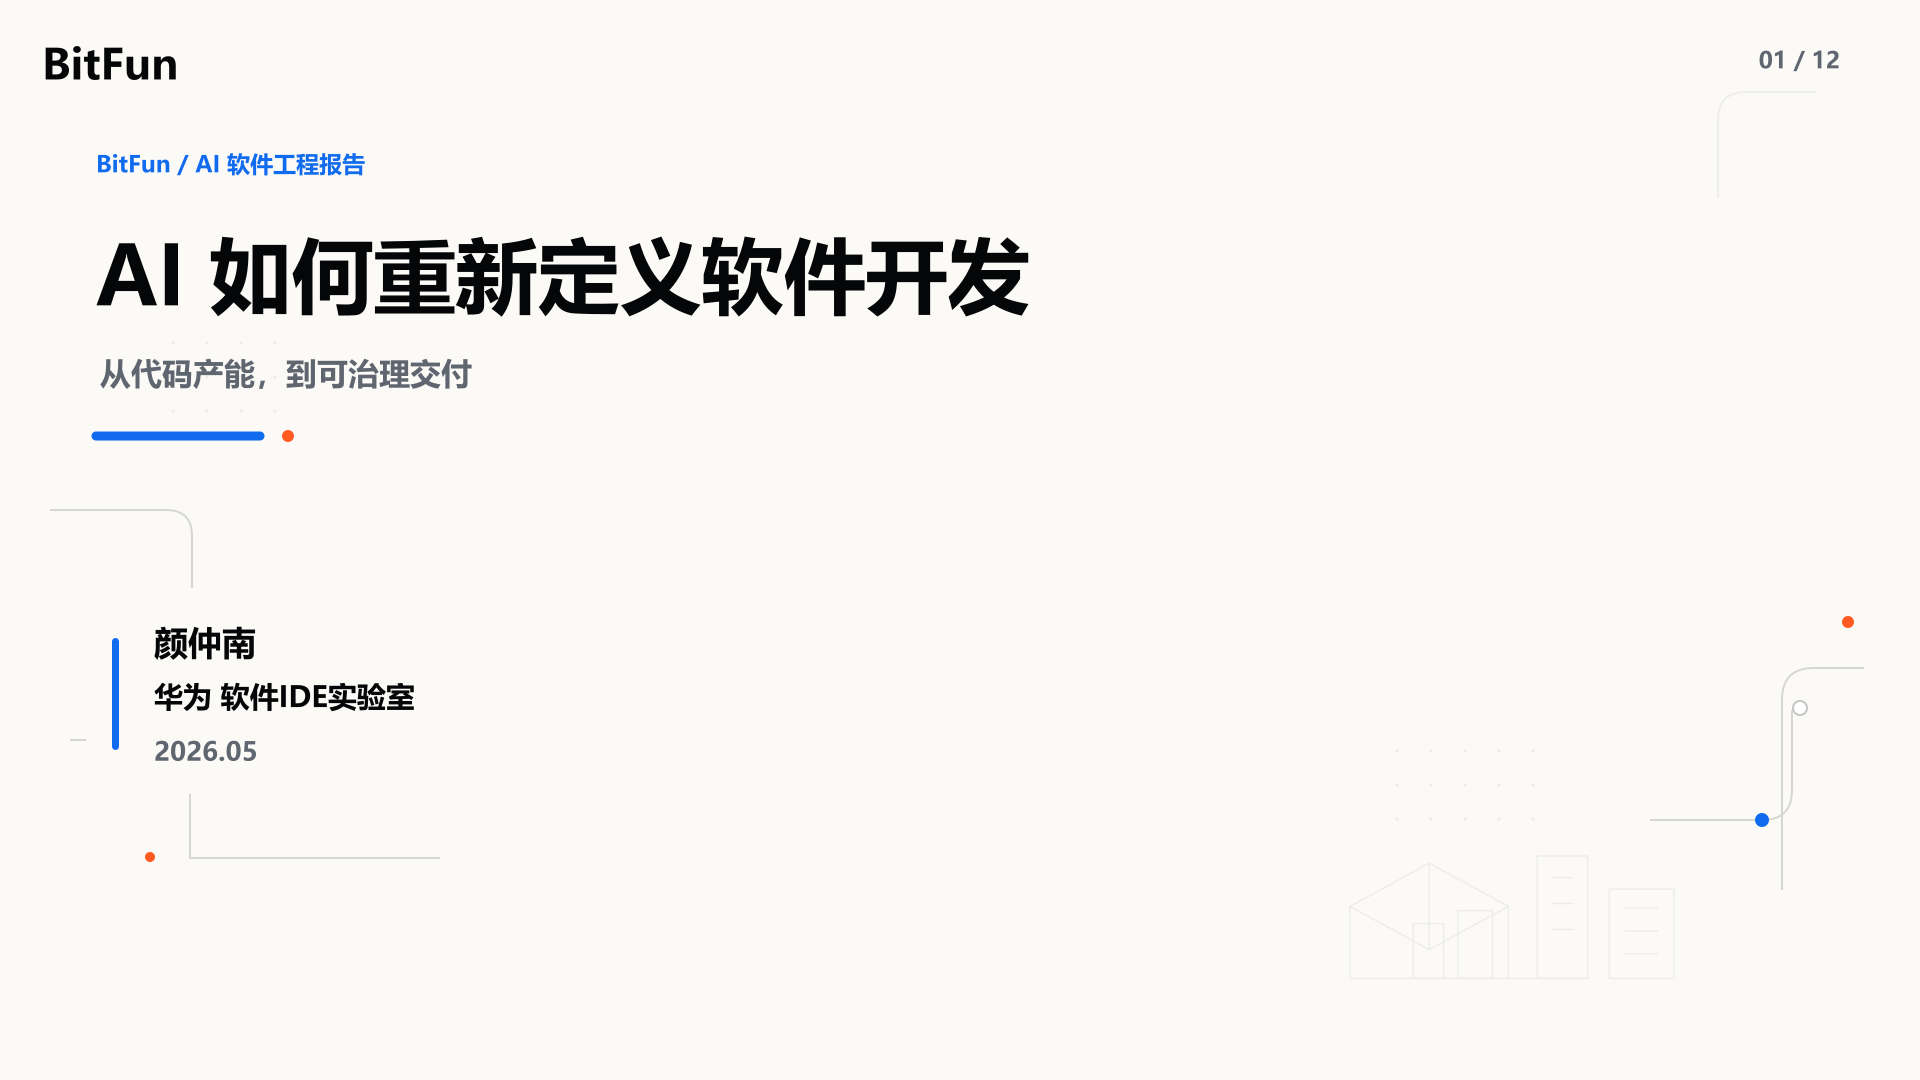 BitFun
01 / 12
BitFun / AI 软件工程报告
AI 如何重新定义软件开发
从代码产能，到可治理交付
颜仲南
华为 软件IDE实验室
2026.05